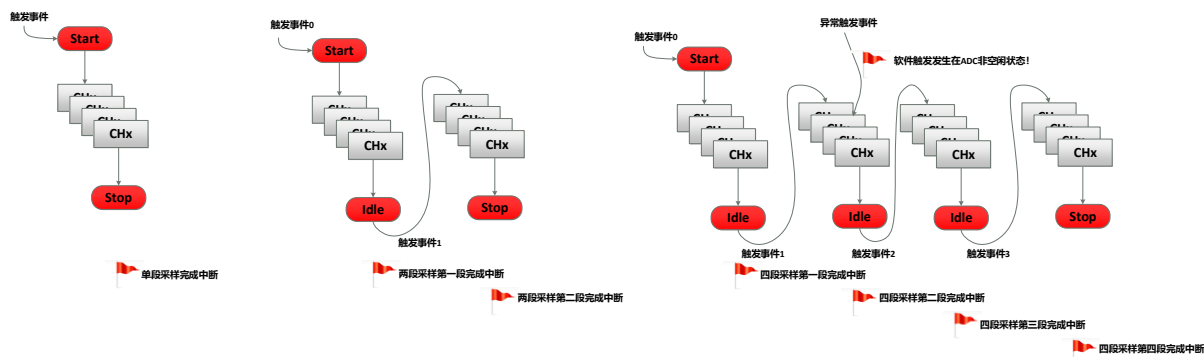 触发事件
Start
CHx
Stop
单段采样完成中断
触发事件0
Start
CHx
Idle
触发事件1
CHx
Stop
两段采样第一段完成中断
两段采样第二段完成中断
触发事件0
Start
CHx
Idle
触发事件1
异常触发事件
软件触发发生在ADC非空闲状态!
CHx
Idle
触发事件2
CHx
Idle
触发事件3
CHx
Stop
四段采样第一段完成中断
四段采样第二段完成中断
四段采样第三段完成中断
四段采样第四段完成中断